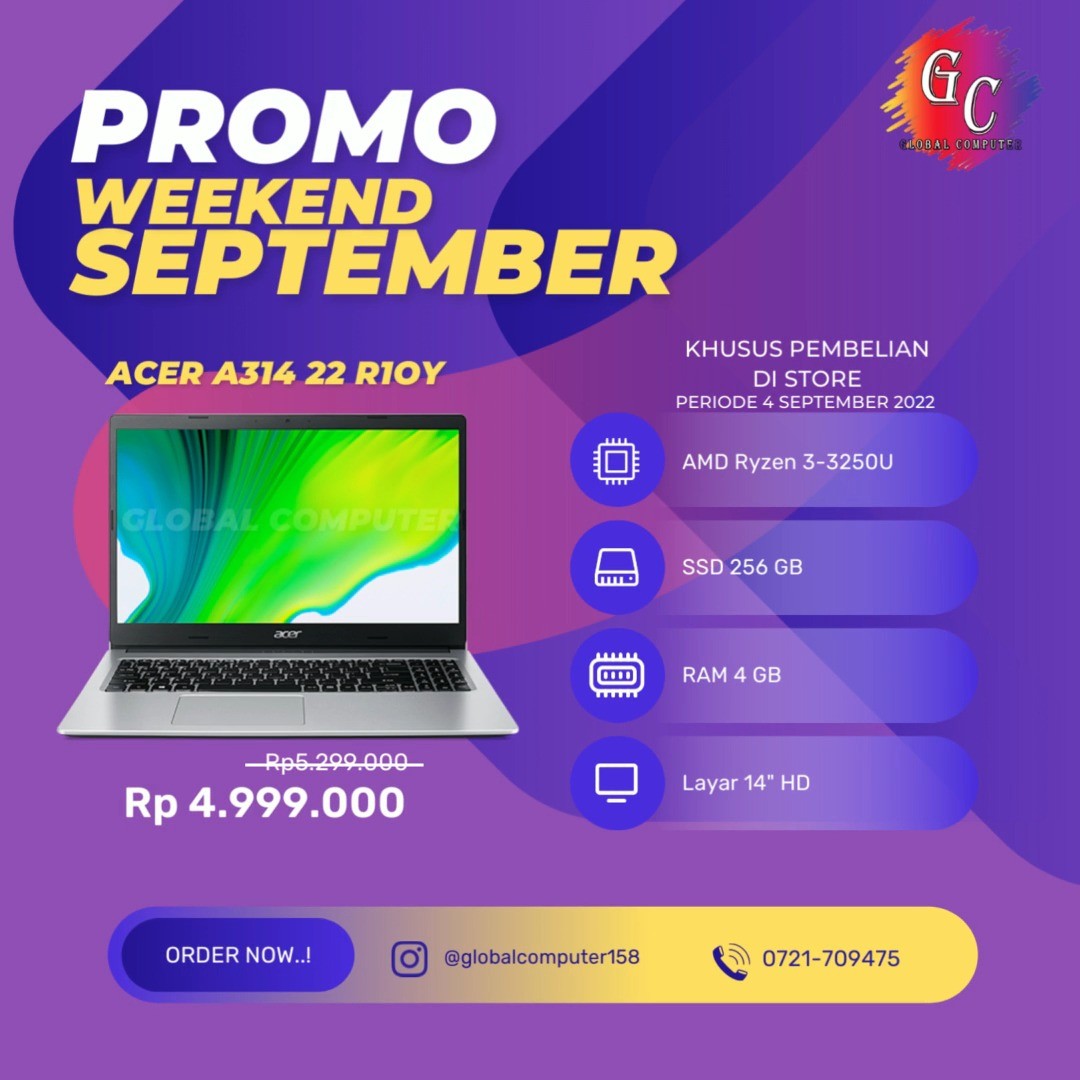 G
C
GLOBAL COMPUTER
PROMO
WEEKEND
SEPTEMBER
ACER A314 22 R1OY
GLOBAL COMPUTER
acer
Rp5.299.000
Rp 4.999.000
KHUSUS PEMBELIAN
DI STORE
PERIODE 4 SEPTEMBER 2022
AMD Ryzen 3-3250U
SSD 256 GB
RAM 4 GB
Layar 14" HD
ORDER NOW..!
@globalcomputer158
0721-709475